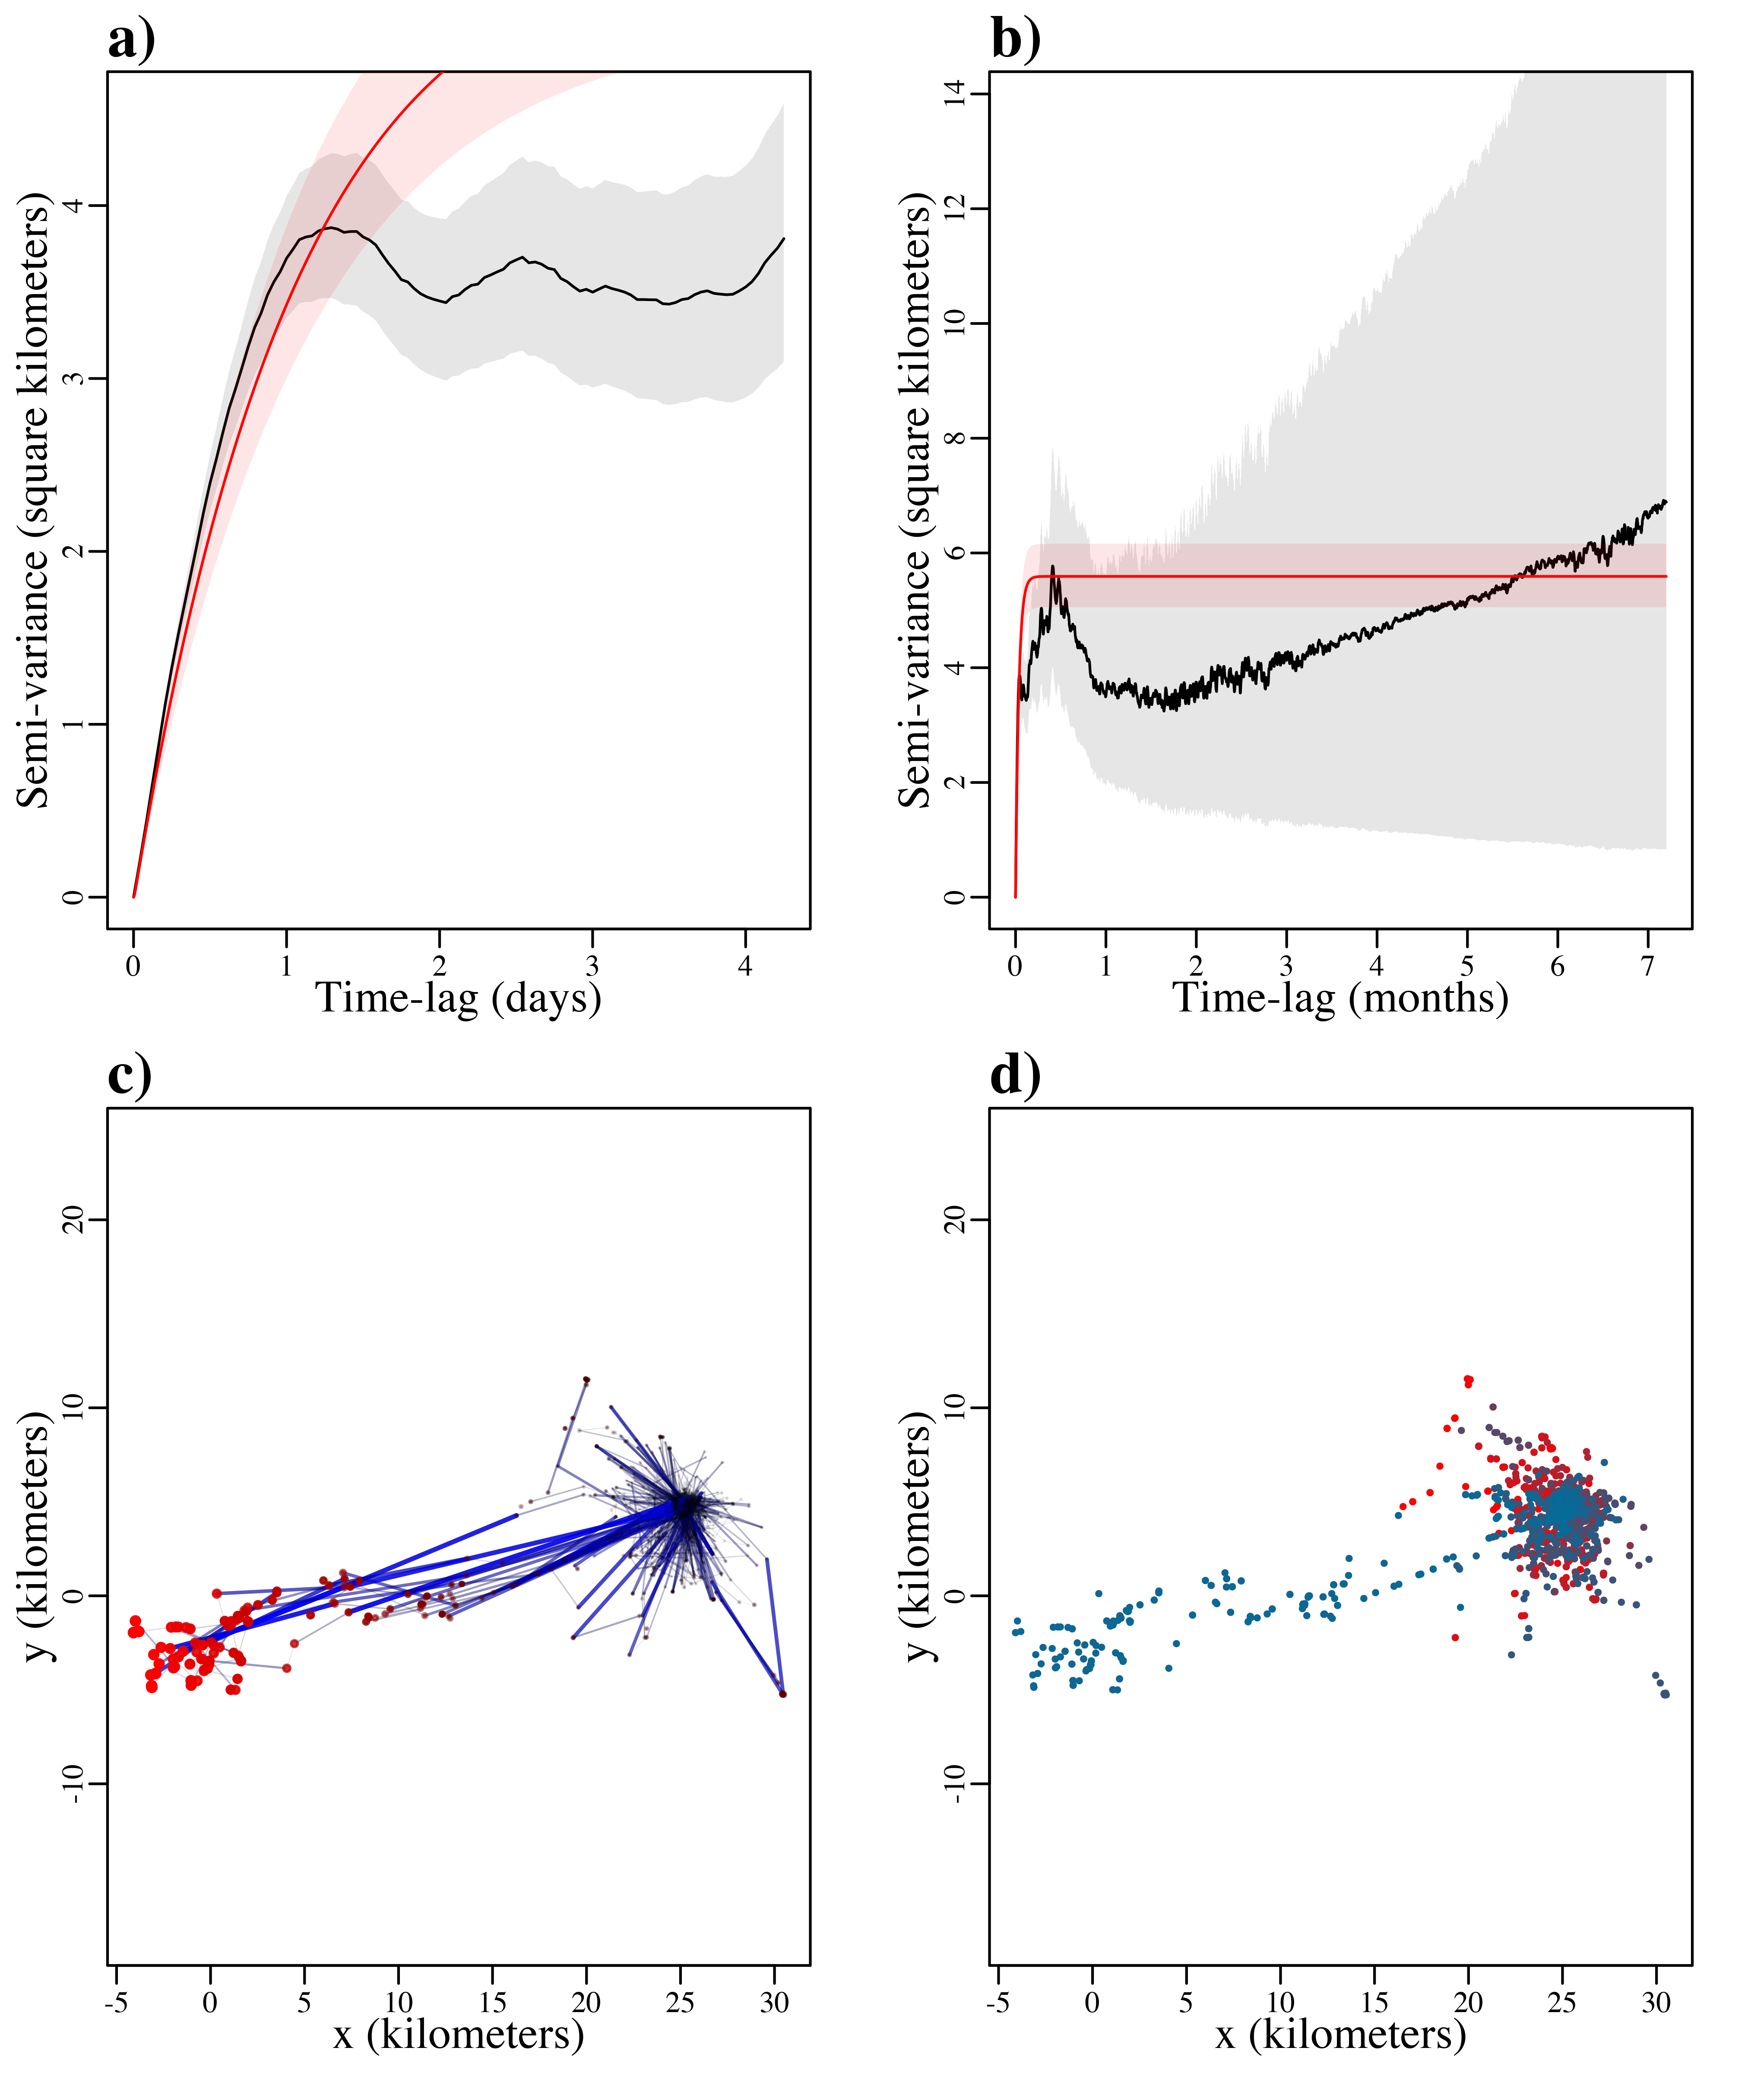 a)
Semi-variance (square kilometers)
4
3
2
1
0
0 1 2 3 4
Time-lag (days)
b)
Semi-variance (square kilometers)
14
12
10
8
6
4
2
0
0 1 2 3 4 5 6 7
Time-lag (months)
c)
y (kilometers)
20
10
0
-10
-5 0 5 10 15 20 25 30
x (kilometers)
d)
y (kilometers)
20
10
0
-10
-5 0 5 10 15 20 25 30
x (kilometers)